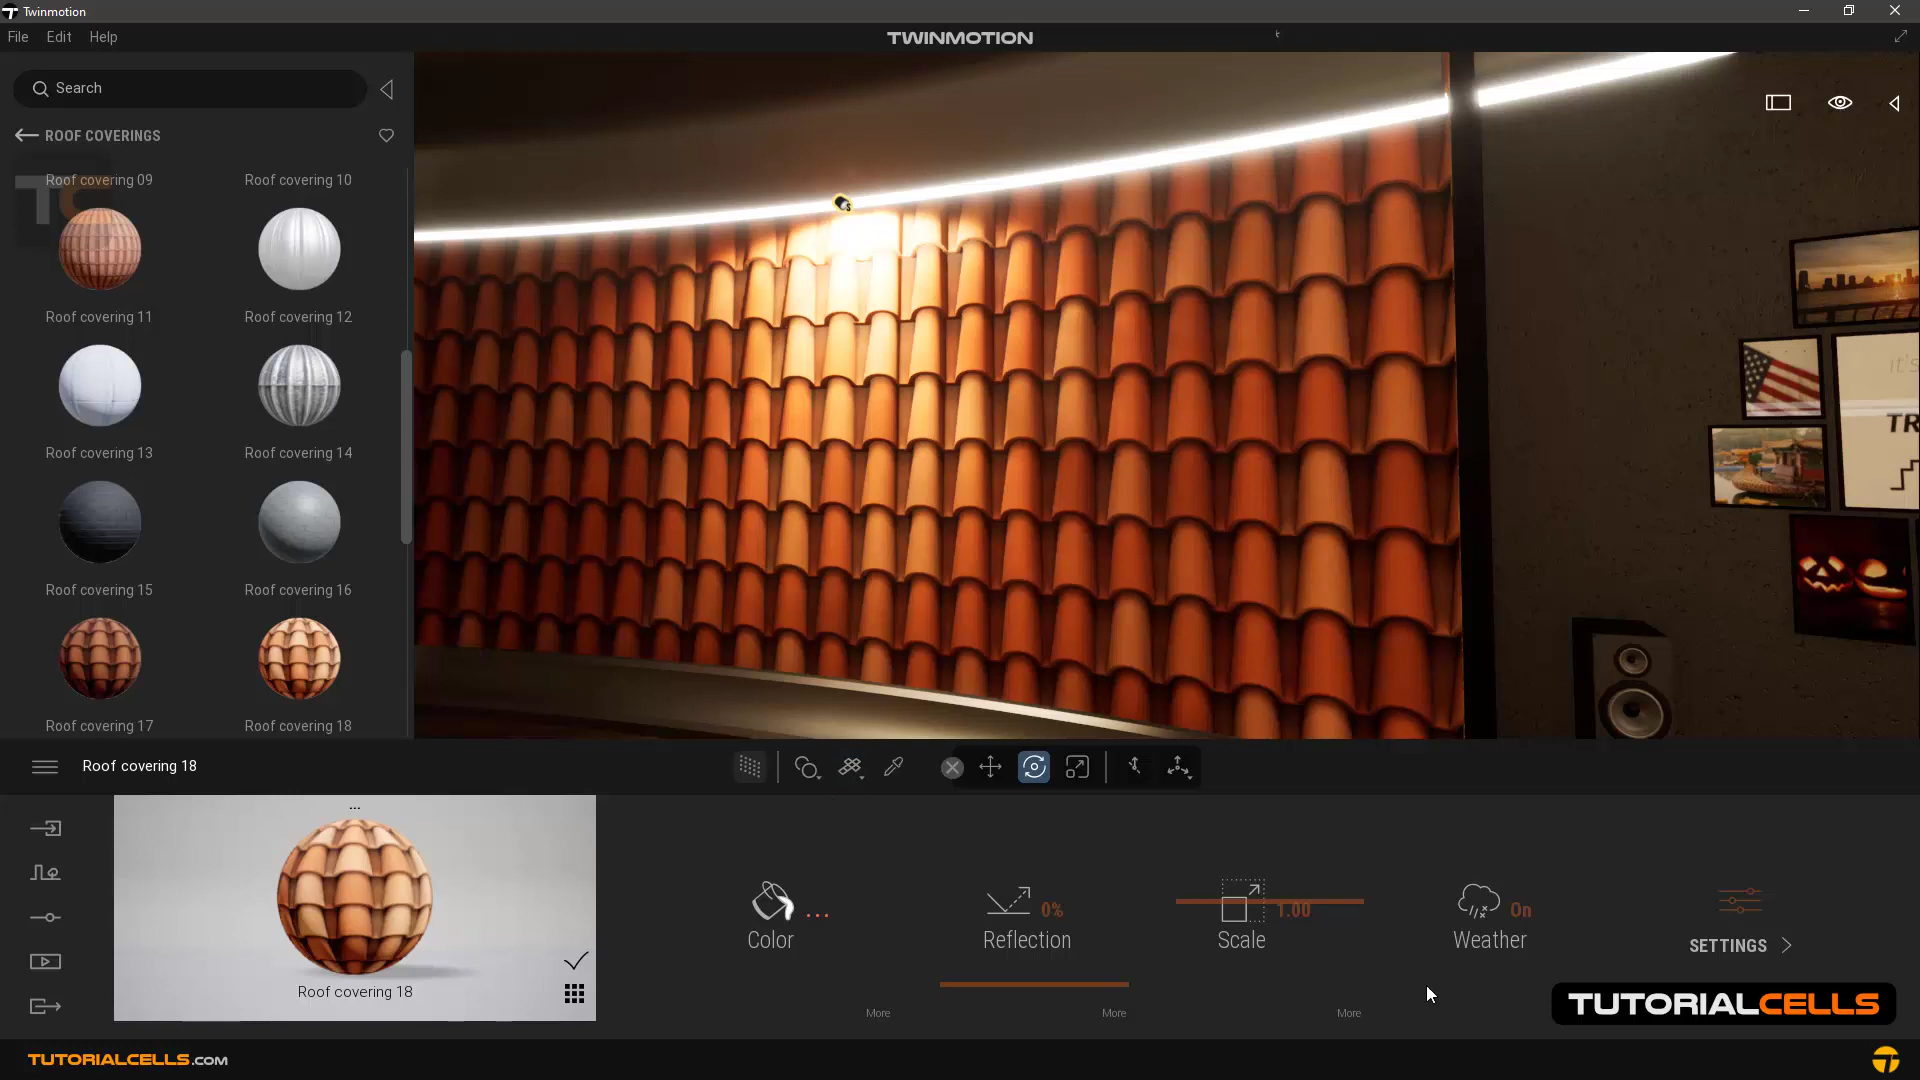 Twinmotion
File Edit Help
TWINMOTION
Search
ROOF COVERINGS
TC
Roof covering 09 Roof covering 10
Roof covering 11 Roof covering 12
Roof covering 13 Roof covering 14
Roof covering 15 Roof covering 16
Roof covering 17 Roof covering 18
it's
TR
Roof covering 18
...
Roof covering 18
... 0% 1.00 On
Color Reflection Scale Weather SETTINGS
More More More
TUTORIALCELLS
TUTORIALCELLS.COM